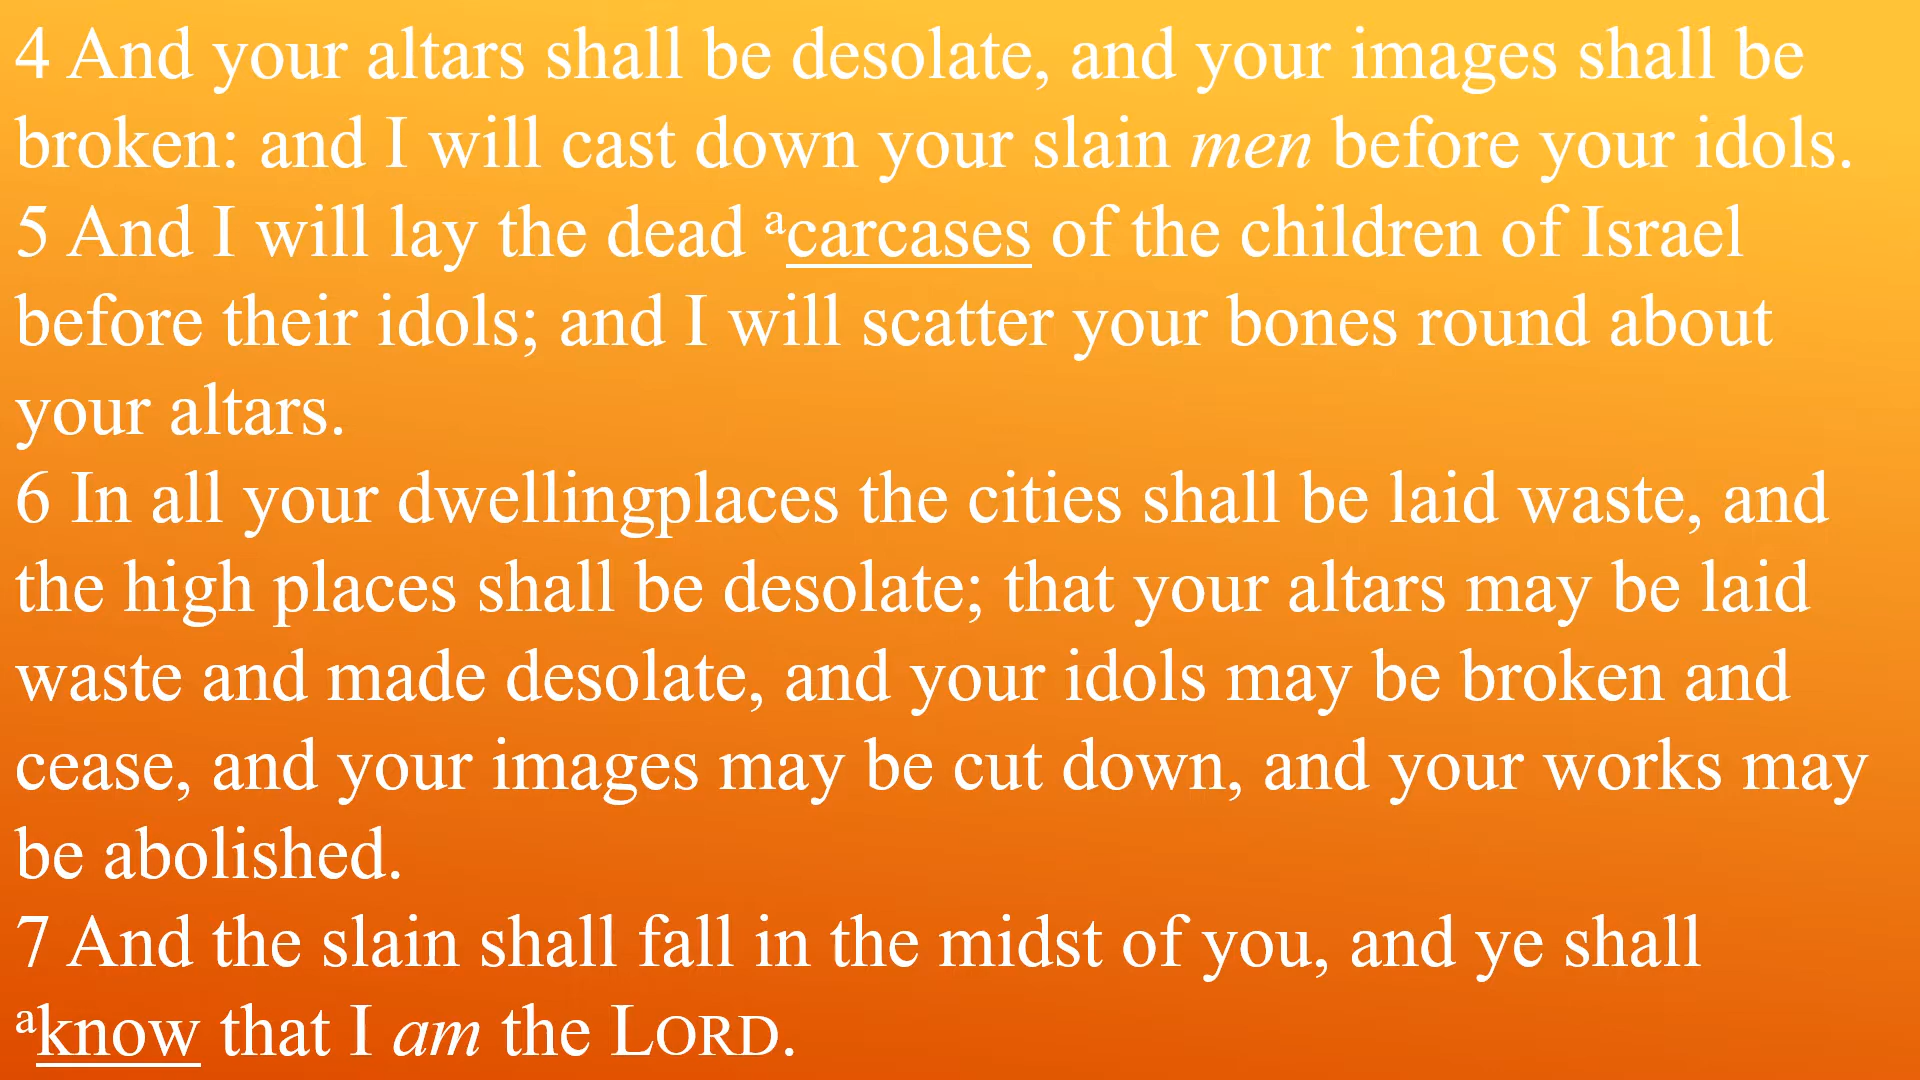 4 And your altars shall be desolate, and your images shall be
broken: and I will cast down your slain men before your idols.
5 And I will lay the dead ᵃcarcases of the children of Israel
before their idols; and I will scatter your bones round about
your altars.
6 In all your dwellingplaces the cities shall be laid waste, and
the high places shall be desolate; that your altars may be laid
waste and made desolate, and your idols may be broken and
cease, and your images may be cut down, and your works may
be abolished.
7 And the slain shall fall in the midst of you, and ye shall
ᵃknow that I am the LORD.